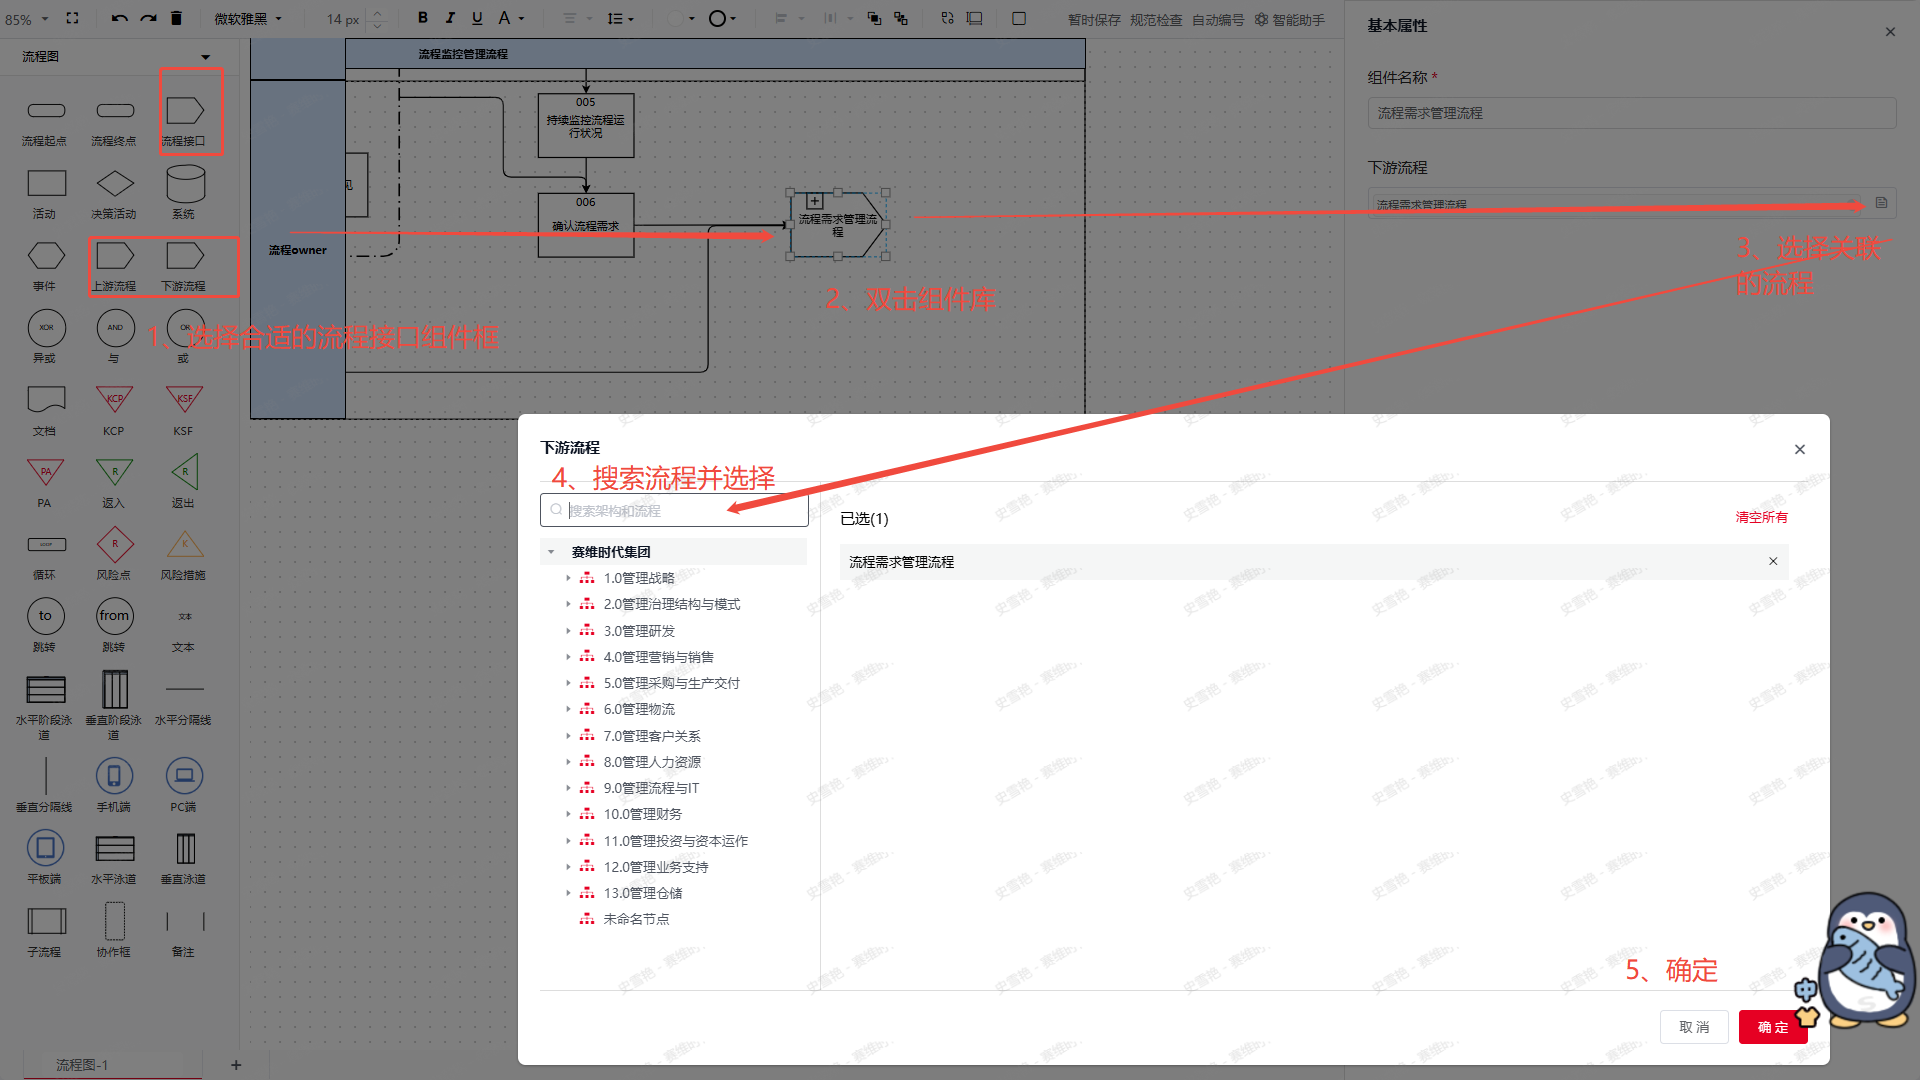 85%
微软雅黑
14 px
B
I
U
A
暂时保存
规范检查
自动编号
智能助手
基本属性
流程图
流程起点
流程终点
流程接口
活动
决策活动
系统
事件
上游流程
下游流程
XOR
AND
OR
异或
与
或
KCP
KSF
文档
KCP
KSF
PA
R
R
PA
返入
返出
LOOP
R
K
循环
风险点
风险措施
to
from
文本
跳转
跳转
文本
水平阶段泳道
垂直阶段泳道
水平分隔线
垂直分隔线
手机端
PC端
平板端
水平泳道
垂直泳道
子流程
协作框
备注
流程图-1
+
流程监控管理流程
流程owner
见
005
持续监控流程运
行状况
006
确认流程需求
流程需求管理流
程
1、选择合适的流程接口组件框
2、双击组件库
组件名称 *
流程需求管理流程
下游流程
流程需求管理流程
3、选择关联
的流程
下游流程
4、搜索流程并选择
搜索架构和流程
赛维时代集团
1.0管理战略
2.0管理治理结构与模式
3.0管理研发
4.0管理营销与销售
5.0管理采购与生产交付
6.0管理物流
7.0管理客户关系
8.0管理人力资源
9.0管理流程与IT
10.0管理财务
11.0管理投资与资本运作
12.0管理业务支持
13.0管理仓储
未命名节点
已选(1)
清空所有
流程需求管理流程
5、确定
取 消
确 定
中
史雪艳 - 赛维时